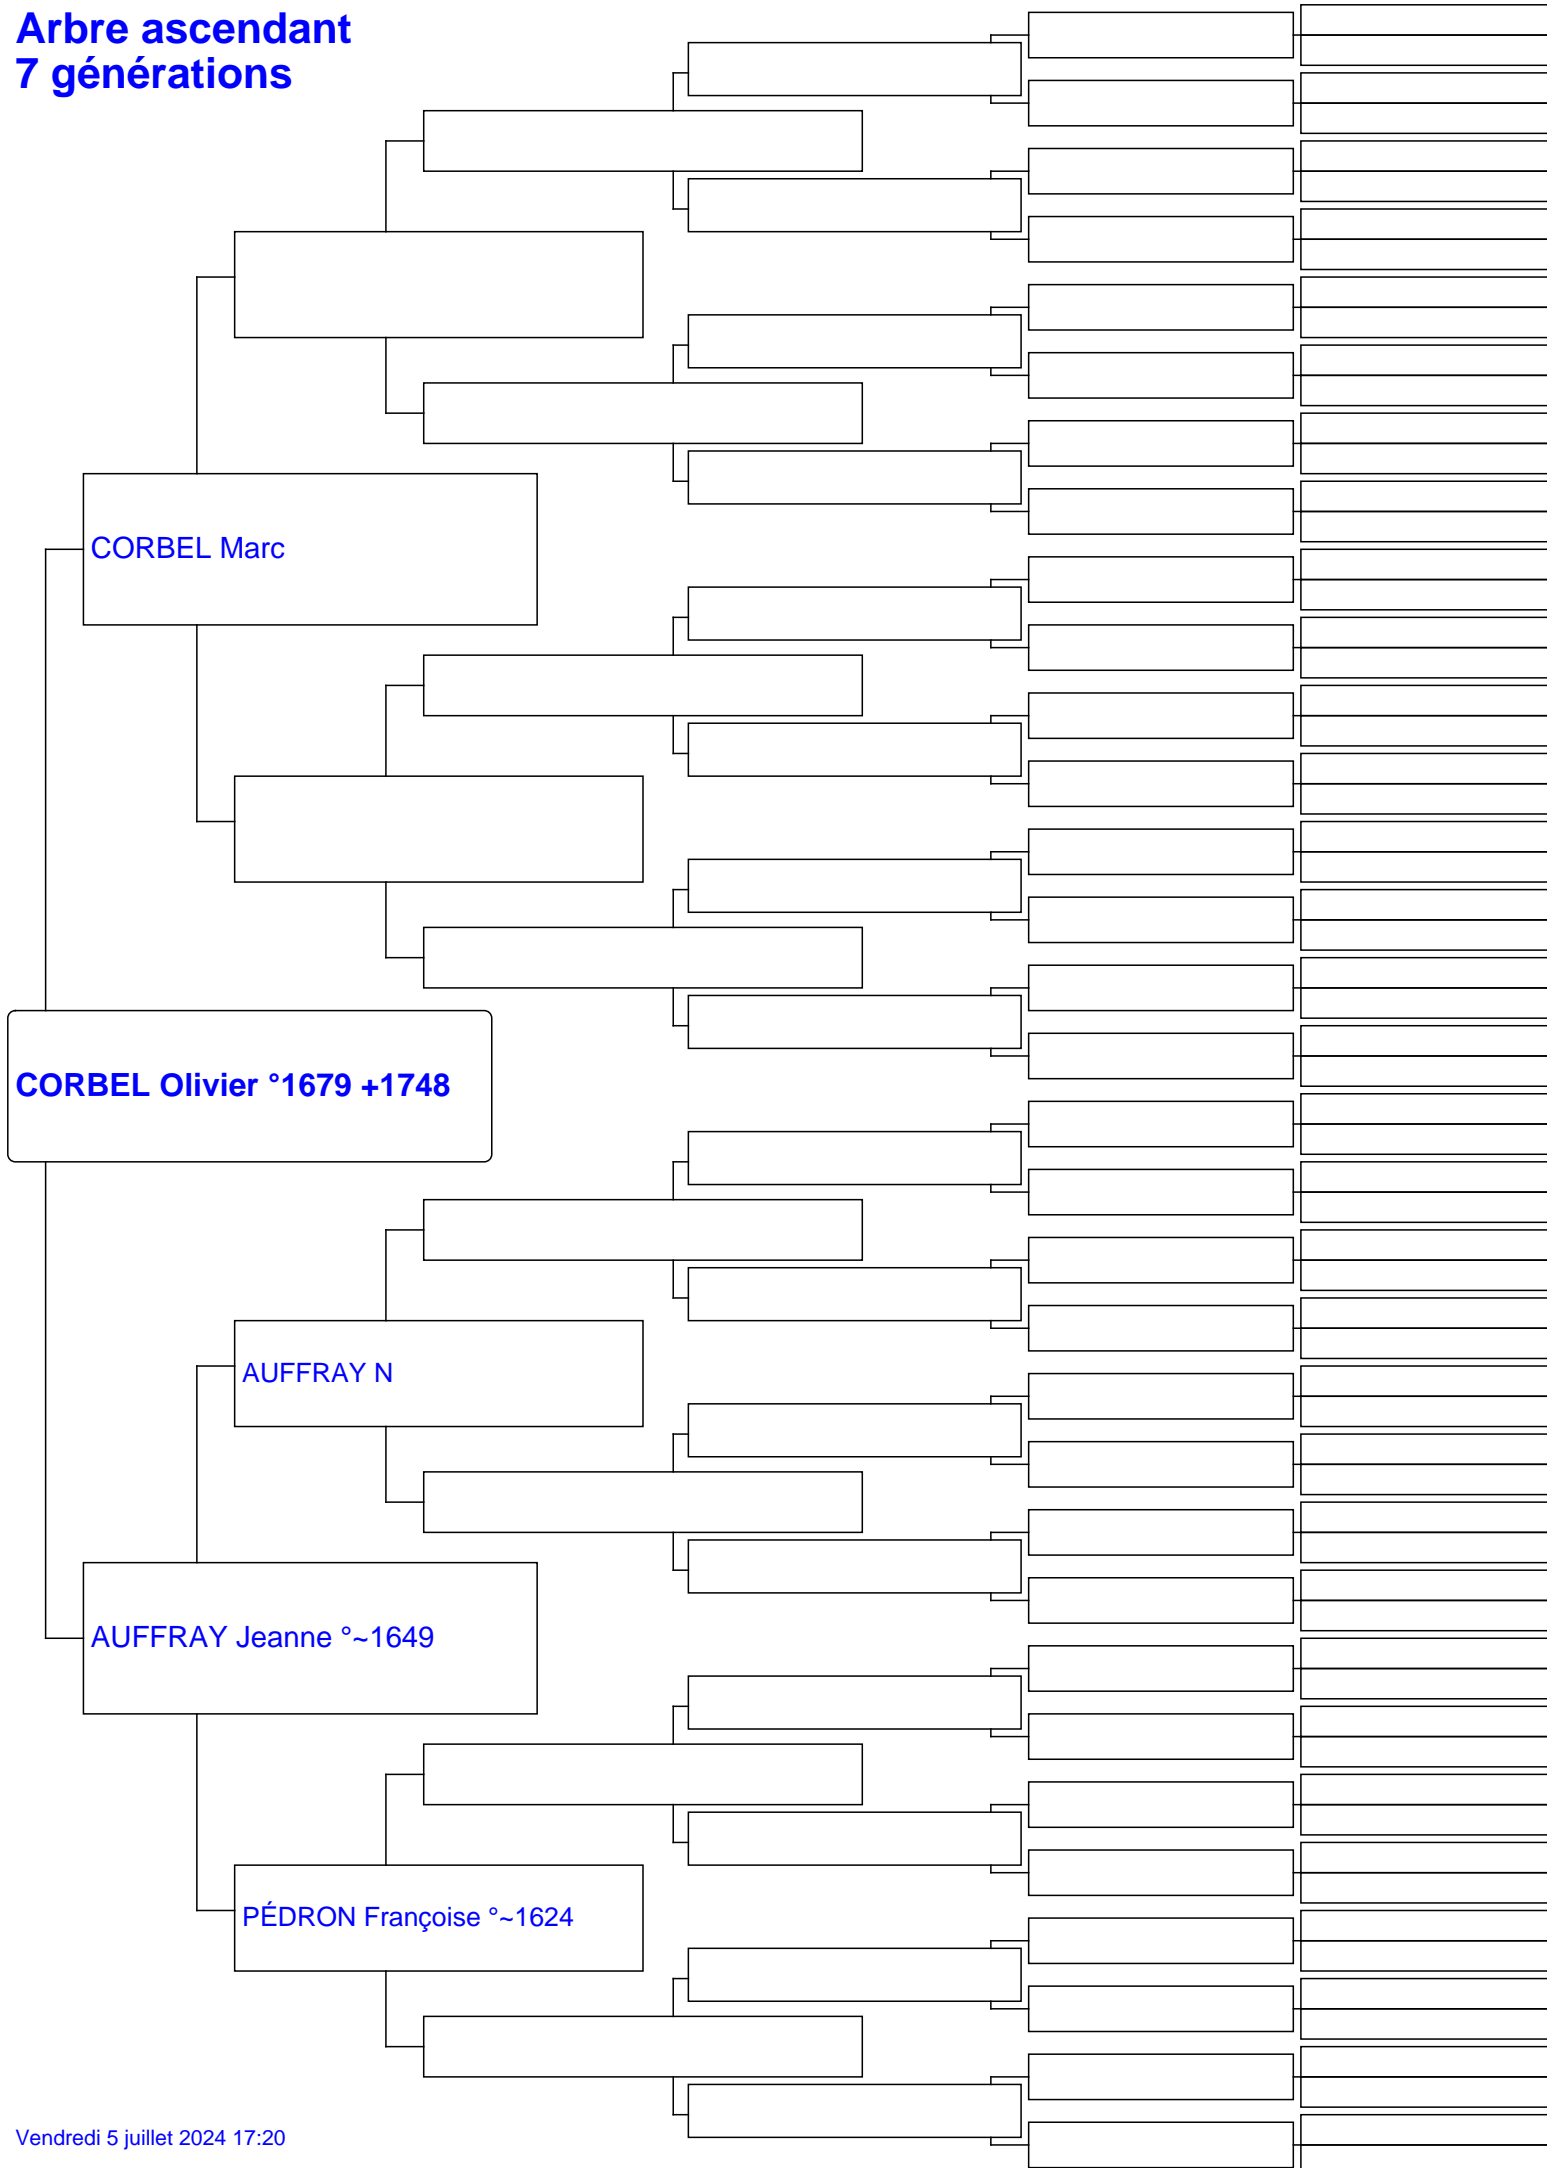 Arbre ascendant
7 générations
CORBEL Marc
CORBEL Olivier °1679 +1748
AUFFRAY N
AUFFRAY Jeanne °~1649
PÉDRON Françoise °~1624
Vendredi 5 juillet 2024 17:20